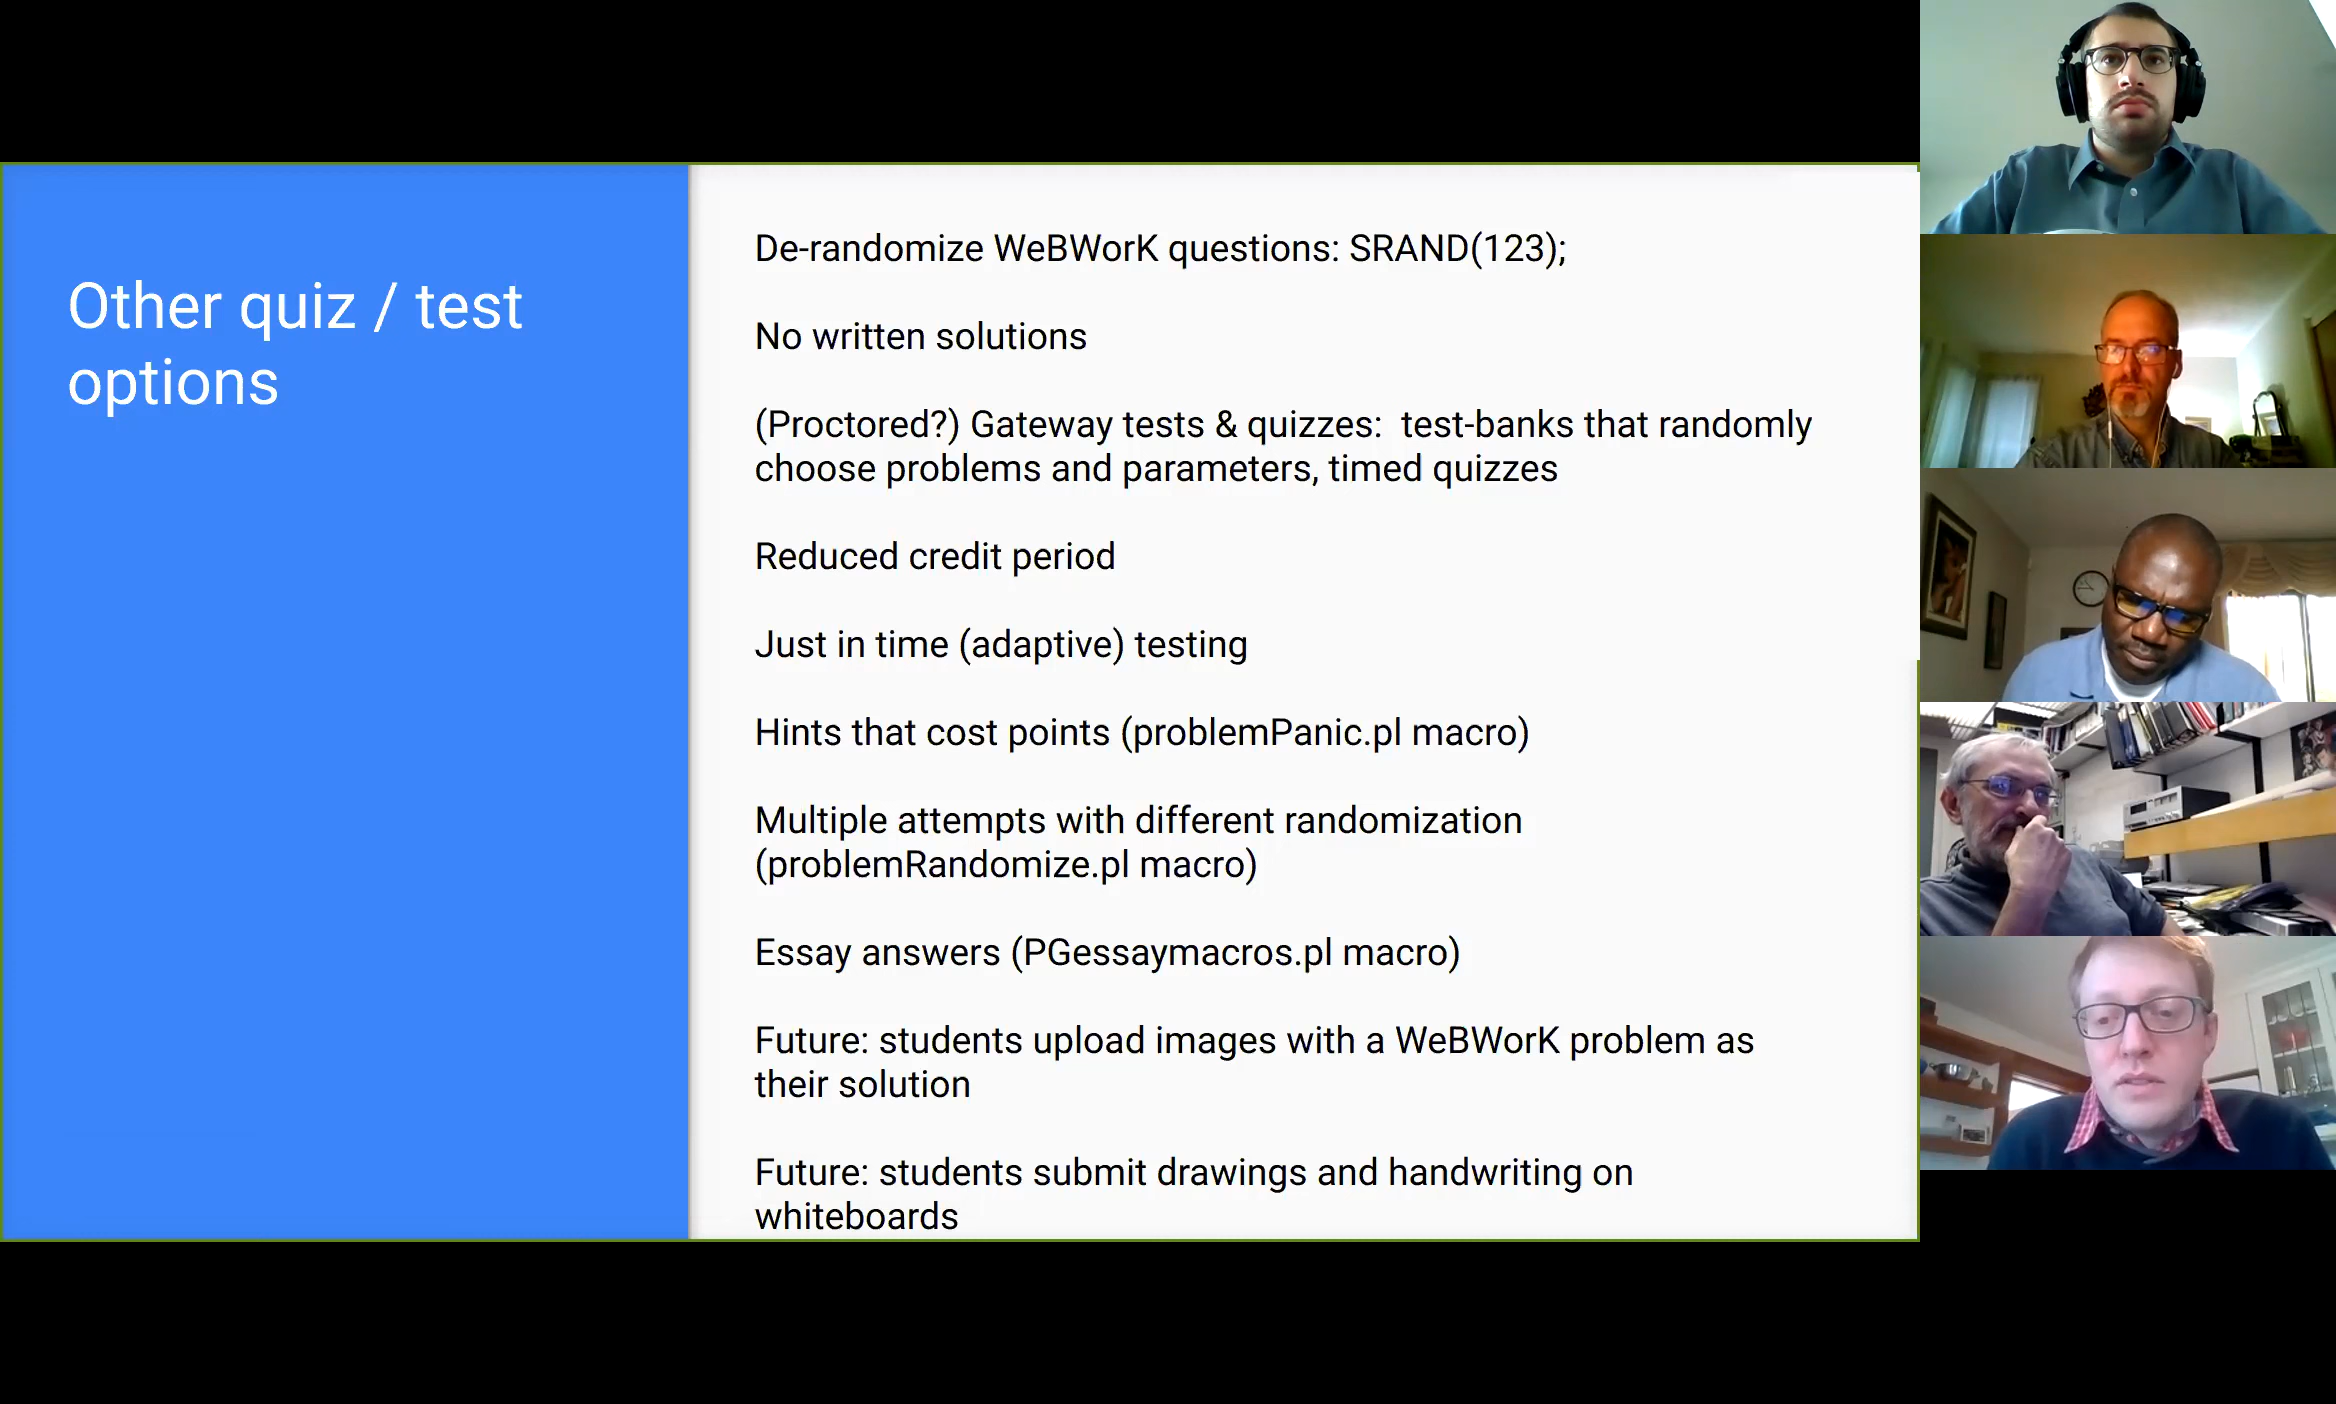 Other quiz / test
options
De-randomize WeBWorK questions: SRAND(123);
No written solutions
(Proctored?) Gateway tests & quizzes:  test-banks that randomly
choose problems and parameters, timed quizzes
Reduced credit period
Just in time (adaptive) testing
Hints that cost points (problemPanic.pl macro)
Multiple attempts with different randomization
(problemRandomize.pl macro)
Essay answers (PGessaymacros.pl macro)
Future: students upload images with a WeBWorK problem as
their solution
Future: students submit drawings and handwriting on
whiteboards